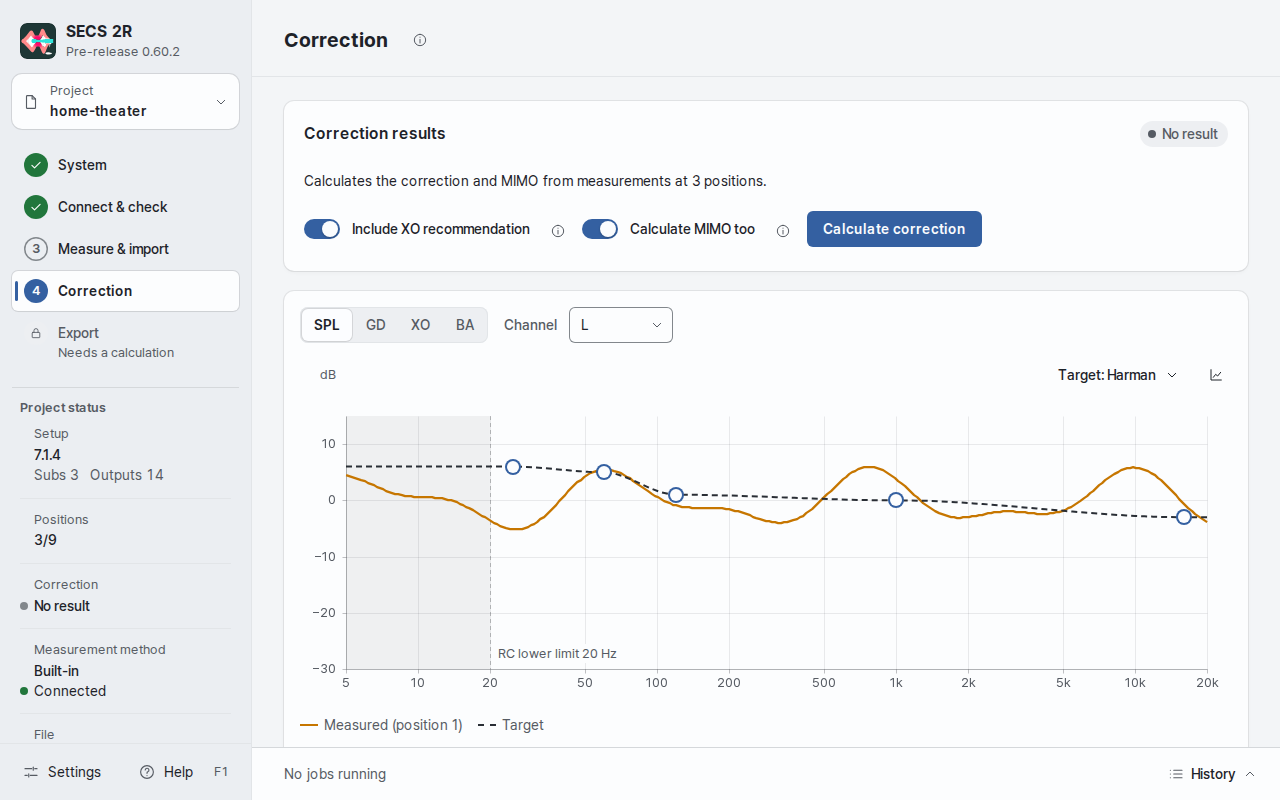 SECS 2R
Pre-release 0.60.2
Project
home-theater
System
Connect & check
3 Measure & import
4 Correction
Export
Needs a calculation
Project status
Setup
7.1.4
Subs 3 Outputs 14
Positions
3/9
Correction
No result
Measurement method
Built-in
Connected
File
Settings
Help F1
Correction
Correction results
No result
Calculates the correction and MIMO from measurements at 3 positions.
Include XO recommendation
Calculate MIMO too
Calculate correction
SPL GD XO BA Channel L
dB
Target: Harman
10
0
−10
−20
−30
RC lower limit 20 Hz
5 10 20 50 100 200 500 1k 2k 5k 10k 20k
Measured (position 1) Target
No jobs running
History